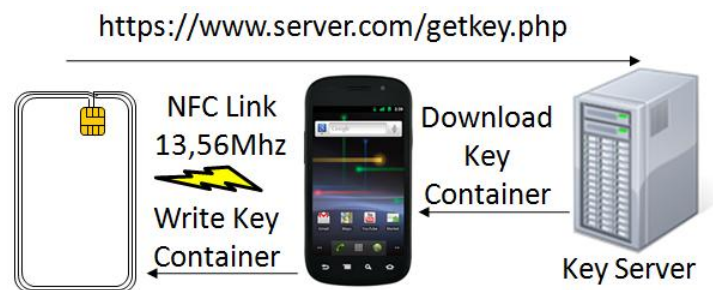 https://www.server.com/getkey.php
NFC Link
13,56Mhz
Write Key
Container
Download
Key
Container
Key Server